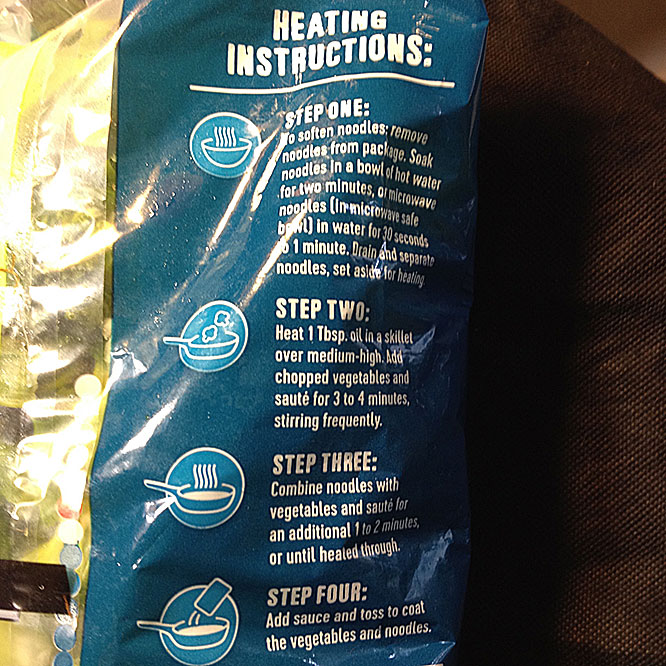 HEATING
INSTRUCTIONS:
STEP ONE:
To soften noodles; remove
noodles from package. Soak
noodles in a bowl of hot water
for two minutes, or microwave
noodles (in microwave safe
bowl) in water for 30 seconds
to 1 minute. Drain and separate
noodles, set aside for heating
STEP TWO:
Heat 1 Tbsp. oil in a skillet
over medium-high. Add
chopped vegetables and
sauté for 3 to 4 minutes,
stirring frequently.
STEP THREE:
Combine noodles with
vegetables and sauté for
an additional 1 to 2 minutes,
or until heated through.
STEP FOUR:
Add sauce and toss to coat
the vegetables and noodles.